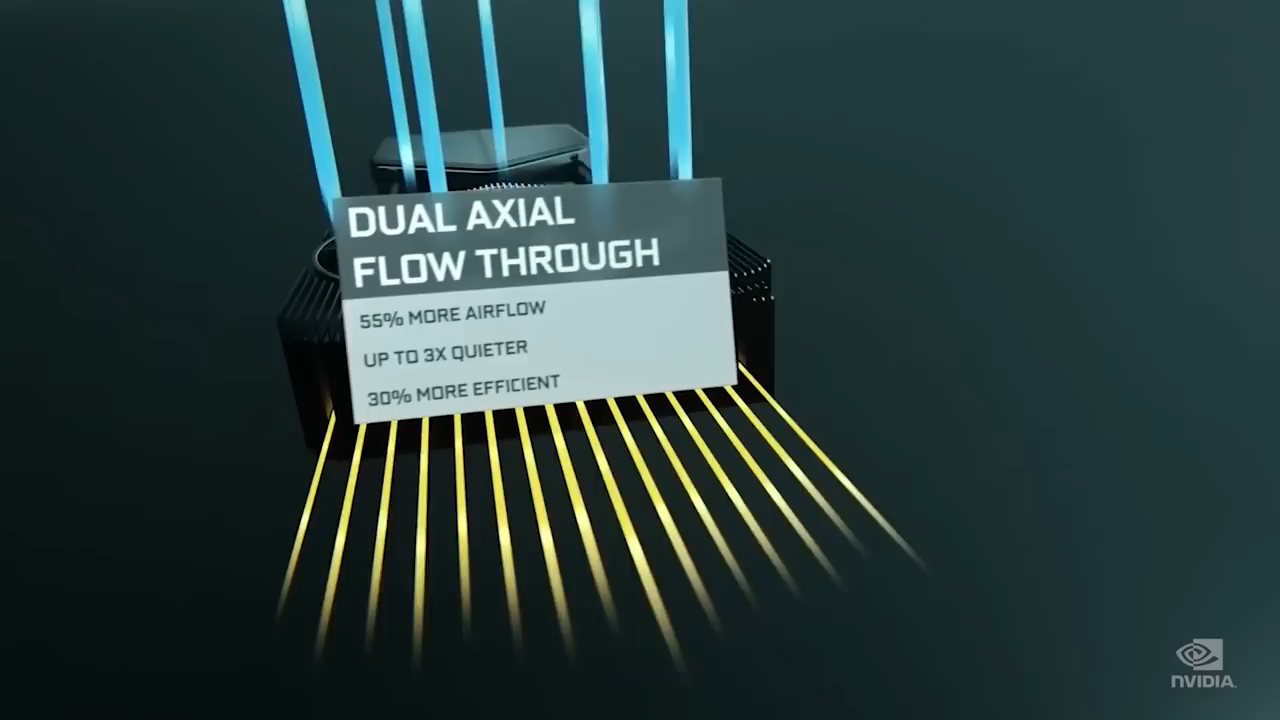 DUAL AXIAL
FLOW THROUGH
55% MORE AIRFLOW
UP TO 3X QUIETER
30% MORE EFFICIENT
NVIDIA